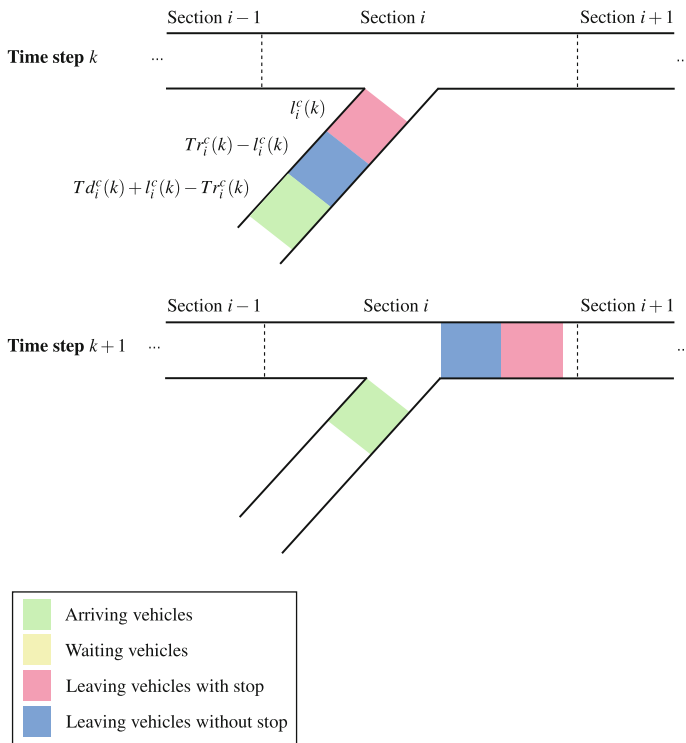 Section i − 1 Section i Section i + 1
Time step k ... ..
l_i^c(k)
Tr_i^c(k) − l_i^c(k)
Td_i^c(k) + l_i^c(k) − Tr_i^c(k)
Section i − 1 Section i Section i + 1
Time step k + 1 ... ..
Arriving vehicles
Waiting vehicles
Leaving vehicles with stop
Leaving vehicles without stop